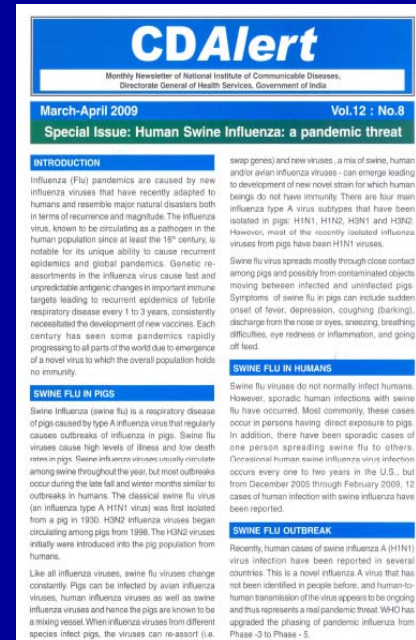 CDAlert
Monthly Newsletter of National Institute of Communicable Diseases,
Directorate General of Health Services, Government of India
March-April 2009
Vol.12 : No.8
Special Issue: Human Swine Influenza: a pandemic threat
INTRODUCTION
Influenza (Flu) pandemics are caused by new
influenza viruses that have recently adapted to
humans and resemble major natural disasters both
in terms of recurrence and magnitude. The influenza
virus, known to be circulating as a pathogen in the
human population since at least the 16th century, is
notable for its unique ability to cause recurrent
epidemics and global pandemics. Genetic re-
assortments in the influenza virus cause fast and
unpredictable antigenic changes in important immune
targets leading to recurrent epidemics of febrile
respiratory disease every 1 to 3 years, consistently
necessitated the development of new vaccines. Each
century has seen some pandemics rapidly
progressing to all parts of the world due to emergence
of a novel virus to which the overall population holds
no immunity.
SWINE FLU IN PIGS
Swine Influenza (swine flu) is a respiratory disease
of pigs caused by type A influenza virus that regularly
causes outbreaks of influenza in pigs. Swine flu
viruses cause high levels of illness and low death
rates in pigs. Swine influenza viruses usually circulate
among swine throughout the year, but most outbreaks
occur during the late fall and winter months similar to
outbreaks in humans. The classical swine flu virus
(an influenza type A H1N1 virus) was first isolated
from a pig in 1930. H3N2 influenza viruses began
circulating among pigs from 1998. The H3N2 viruses
initially were introduced into the pig population from
humans.
Like all influenza viruses, swine flu viruses change
constantly. Pigs can be infected by avian influenza
viruses, human influenza viruses as well as swine
influenza viruses and hence the pigs are known to be
a mixing vessel. When influenza viruses from different
species infect pigs, the viruses can re-assort (i.e.
swap genes) and new viruses , a mix of swine, human
and/or avian influenza viruses - can emerge leading
to development of new novel strain for which human
beings do not have immunity. There are four main
influenza type A virus subtypes that have been
isolated in pigs: H1N1, H1N2, H3N1 and H3N2.
However, most of the recently isolated influenza
viruses from pigs have been H1N1 viruses.
Swine flu virus spreads mostly through close contact
among pigs and possibly from contaminated objects
moving between infected and uninfected pigs.
Symptoms of swine flu in pigs can include sudden
onset of fever, depression, coughing (barking),
discharge from the nose or eyes, sneezing, breathing
difficulties, eye redness or inflammation, and going
off feed.
SWINE FLU IN HUMANS
Swine flu viruses do not normally infect humans.
However, sporadic human infections with swine
flu have occurred. Most commonly, these cases
occur in persons having direct exposure to pigs.
In addition, there have been sporadic cases of
one person spreading swine flu to others.
Occasional human swine influenza virus infection
occurs every one to two years in the U.S., but
from December 2005 through February 2009, 12
cases of human infection with swine influenza have
been reported.
SWINE FLU OUTBREAK
Recently, human cases of swine influenza A (H1N1)
virus infection have been reported in several
countries. This is a novel influenza A virus that has
not been identified in people before, and human-to-
human transmission of the virus appears to be ongoing
and thus represents a real pandemic threat. WHO has
upgraded the pandemic of influenza from
Phase -3 to Phase - 5.